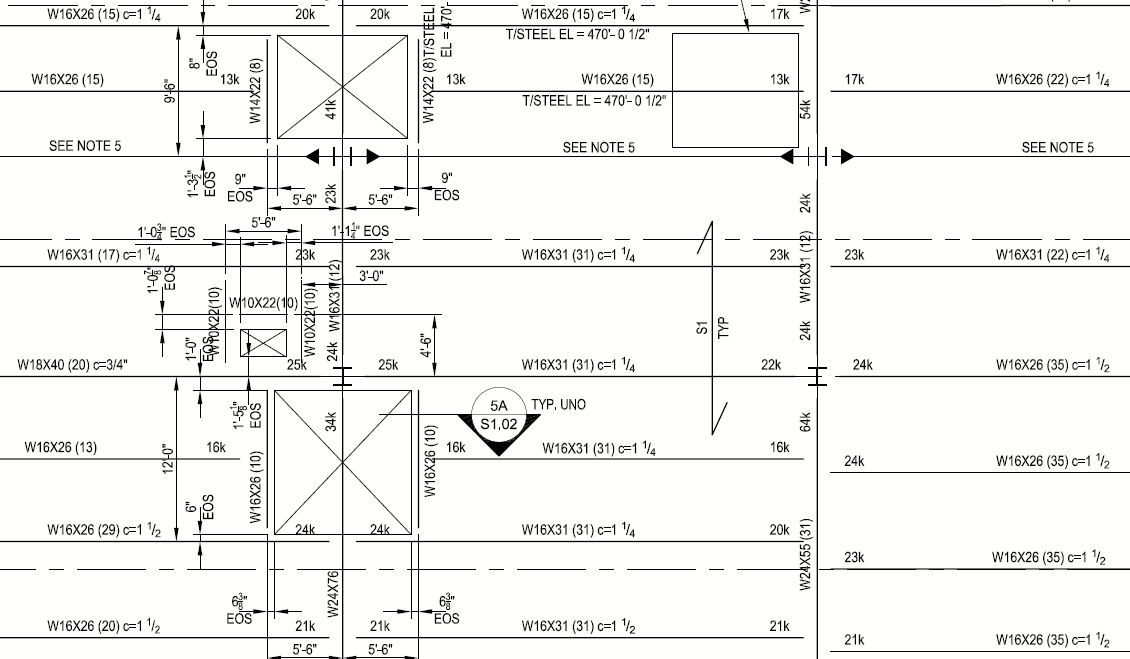 W16X26 (15) c=1 1/4
20k
20k
W16X26 (15) c=1 1/4
17k
T/STEEL
EL = 470'-
T/STEEL EL = 470'- 0 1/2"
8"
EOS
9'-6"
W16X26 (15)
13k
W14X22 (8)
41k
W14X22 (8)
13k
W16X26 (15)
13k
54k
17k
W16X26 (22) c=1 1/4
T/STEEL EL = 470'- 0 1/2"
SEE NOTE 5
SEE NOTE 5
SEE NOTE 5
1'-3 1/2"
EOS
9"
EOS
5'-6"
23k
5'-6"
9"
EOS
24k
5'-6"
1'-0 3/4" EOS
1'-1 1/4" EOS
W16X31 (17) c=1 1/4
23k
23k
W16X31 (31) c=1 1/4
23k
W16X31 (12)
23k
W16X31 (22) c=1 1/4
1'-0 7/8"
EOS
3'-0"
W10X22(10)
W10X22(10)
W10X22(10)
W16X31 (12)
S1
TYP
24k
1'-0"
EOS
24k
4'-6"
W18X40 (20) c=3/4"
25k
25k
W16X31 (31) c=1 1/4
22k
24k
W16X26 (35) c=1 1/2
1'-5 1/8"
EOS
34k
5A
S1.02
TYP. UNO
64k
W16X26 (13)
16k
12'-0"
W16X26 (10)
W16X26 (10)
16k
W16X31 (31) c=1 1/4
16k
24k
W16X26 (35) c=1 1/2
6"
EOS
W16X26 (29) c=1 1/2
24k
24k
W16X31 (31) c=1 1/4
20k
W24X55 (31)
23k
W16X26 (35) c=1 1/2
6 3/8"
EOS
W24X76
6 3/8"
EOS
W16X26 (20) c=1 1/2
21k
21k
W16X31 (31) c=1 1/2
21k
21k
W16X26 (35) c=1 1/2
5'-6"
5'-6"